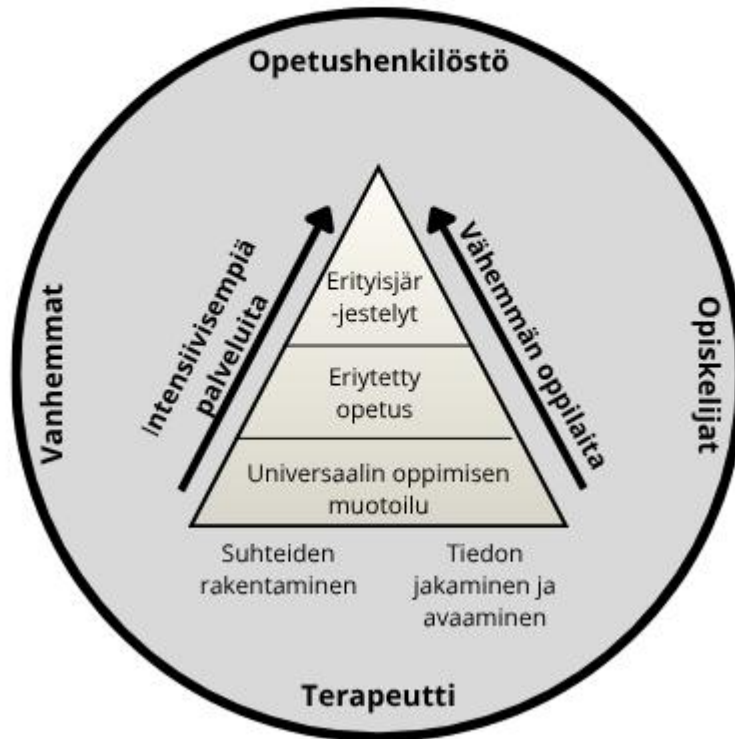 Opetushenkilöstö
Vanhemmat
Intensiivisempiä
palveluita
Erityisjär
-jestelyt
Eriytetty
opetus
Universaalin oppimisen
muotoilu
Vähemmän oppilaita
Opiskelijat
Suhteiden
rakentaminen
Tiedon
jakaminen ja
avaaminen
Terapeutti